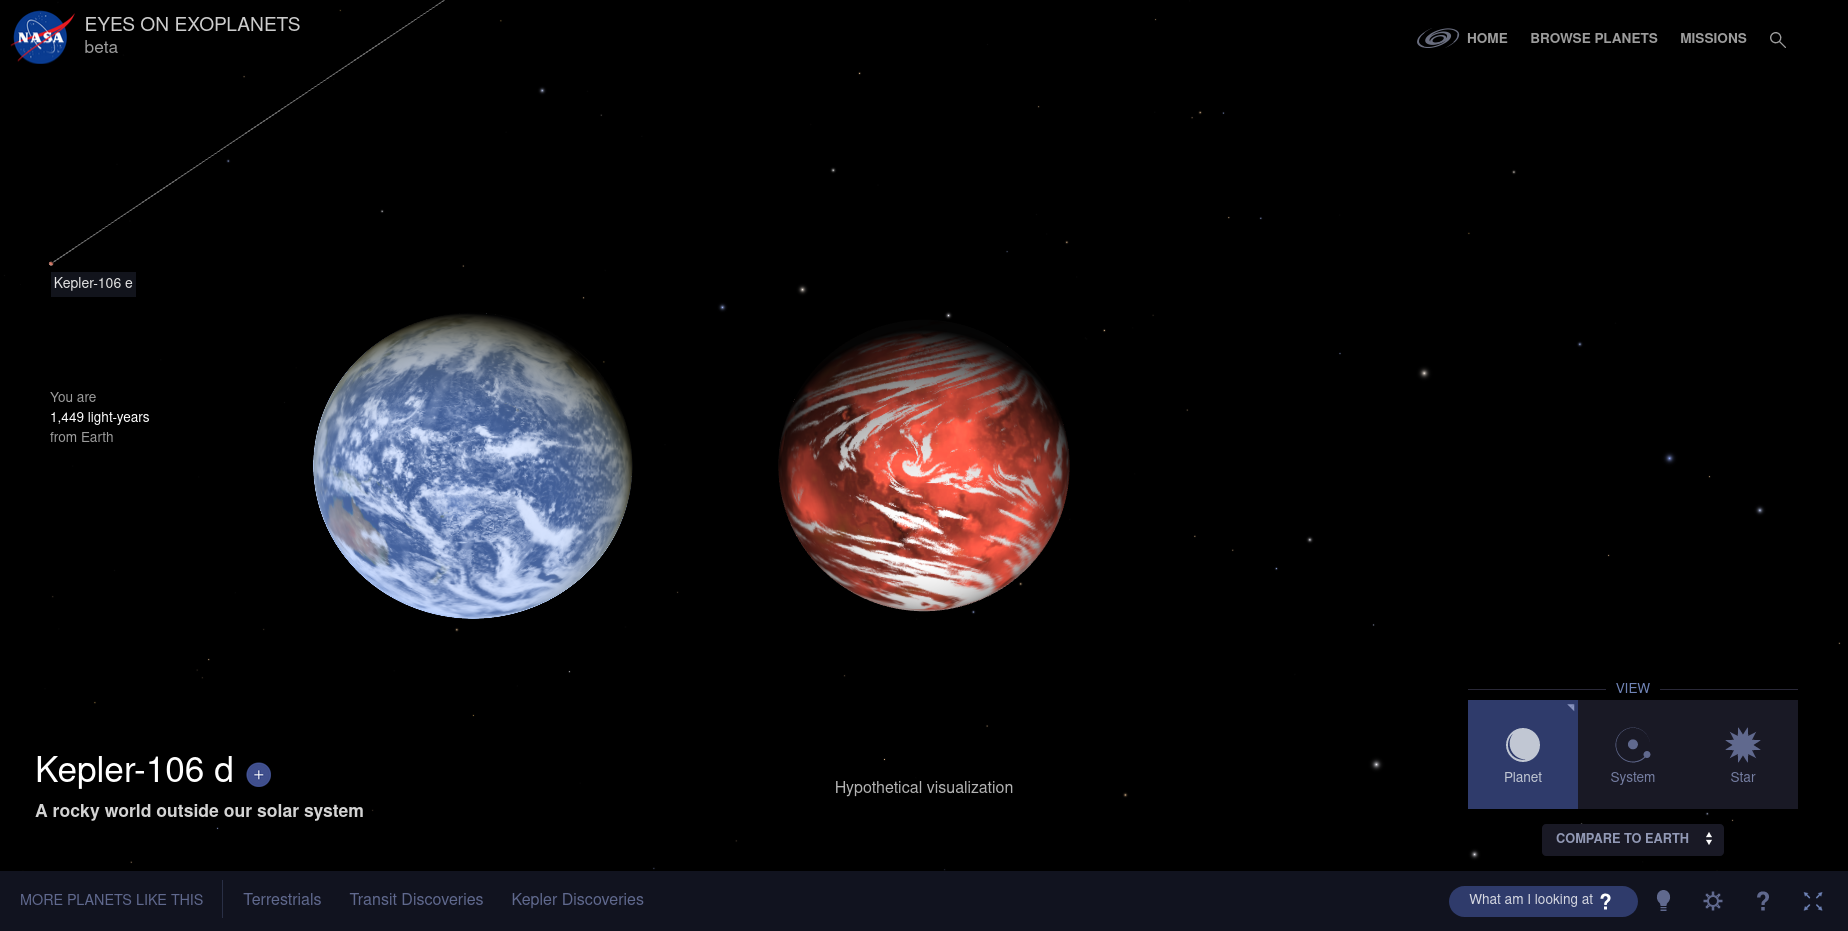 NASA
EYES ON EXOPLANETS
beta
HOME
BROWSE PLANETS
MISSIONS
Kepler-106 e
You are
1,449 light-years
from Earth
Kepler-106 d +
A rocky world outside our solar system
Hypothetical visualization
VIEW
Planet
System
Star
COMPARE TO EARTH
MORE PLANETS LIKE THIS
Terrestrials
Transit Discoveries
Kepler Discoveries
What am I looking at ?
?